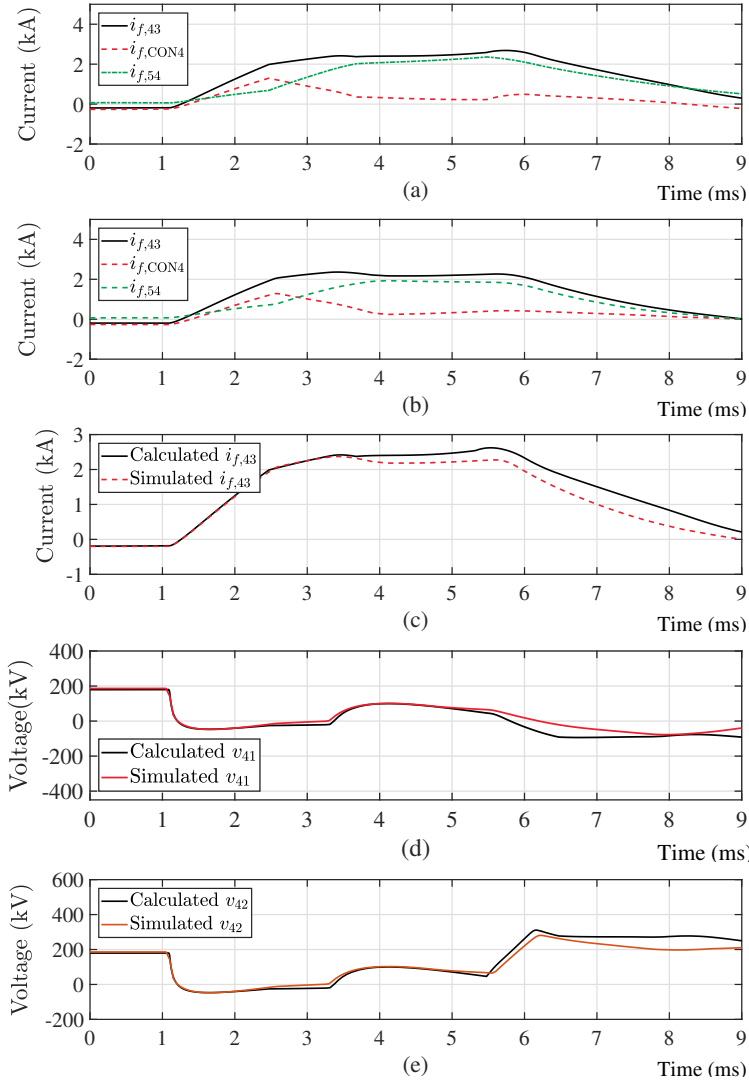 4
2
0
-2
Current (kA)
i_{f,43}
i_{f,CON4}
i_{f,54}
0 1 2 3 4 5 6 7 8 9
(a)
Time (ms)
4
2
0
-2
Current (kA)
i_{f,43}
i_{f,CON4}
i_{f,54}
0 1 2 3 4 5 6 7 8 9
(b)
Time (ms)
3
2
1
0
-1
Current (kA)
Calculated i_{f,43}
Simulated i_{f,43}
0 1 2 3 4 5 6 7 8 9
(c)
Time (ms)
400
200
0
-200
-400
Voltage(kV)
Calculated v_{41}
Simulated v_{41}
0 1 2 3 4 5 6 7 8 9
(d)
Time (ms)
600
400
200
0
-200
Voltage (kV)
Calculated v_{42}
Simulated v_{42}
0 1 2 3 4 5 6 7 8 9
(e)
Time (ms)